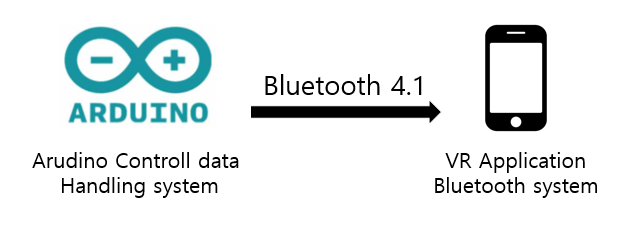 ARDUINO
Bluetooth 4.1
Arudino Controll data
Handling system
VR Application
Bluetooth system